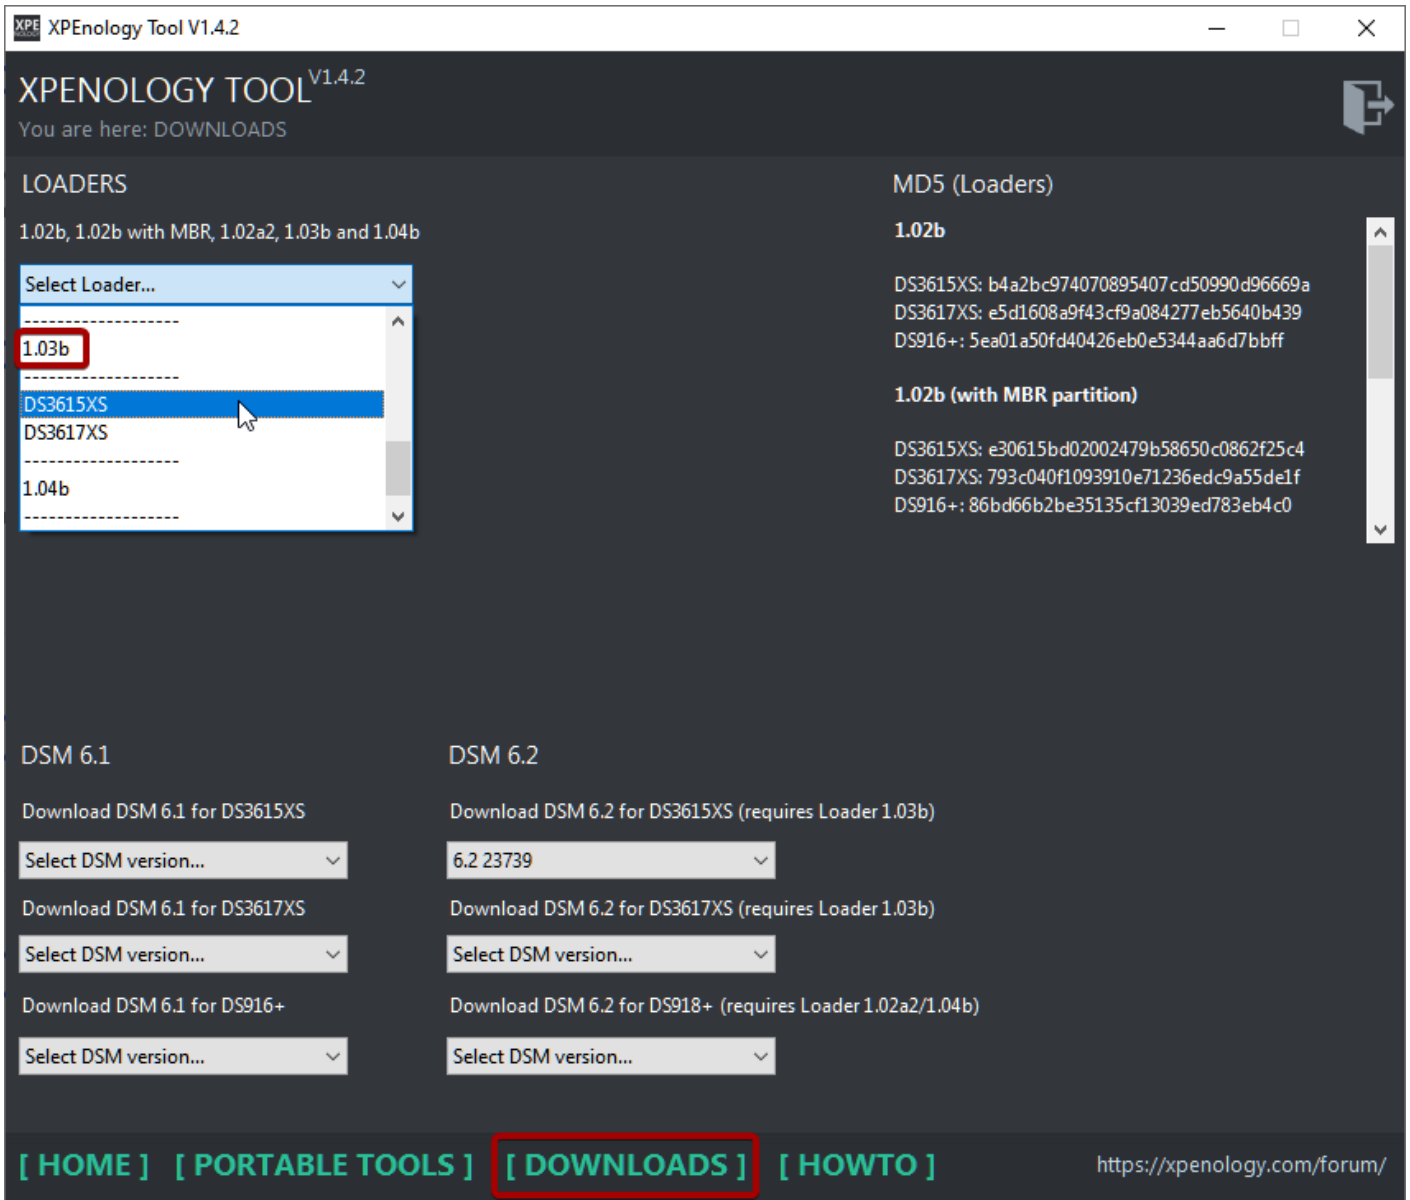 XPE
NOLOGY
XPEnology Tool V1.4.2
XPENOLOGY TOOL V1.4.2
You are here: DOWNLOADS
LOADERS
1.02b, 1.02b with MBR, 1.02a2, 1.03b and 1.04b
Select Loader...
-------------------
1.03b
-------------------
DS3615XS
DS3617XS
-------------------
1.04b
-------------------
MD5 (Loaders)
1.02b
DS3615XS: b4a2bc974070895407cd50990d96669a
DS3617XS: e5d1608a9f43cf9a084277eb5640b439
DS916+: 5ea01a50fd40426eb0e5344aa6d7bbff
1.02b (with MBR partition)
DS3615XS: e30615bd02002479b58650c0862f25c4
DS3617XS: 793c040f1093910e71236edc9a55de1f
DS916+: 86bd66b2be35135cf13039ed783eb4c0
DSM 6.1
Download DSM 6.1 for DS3615XS
Select DSM version...
Download DSM 6.1 for DS3617XS
Select DSM version...
Download DSM 6.1 for DS916+
Select DSM version...
DSM 6.2
Download DSM 6.2 for DS3615XS (requires Loader 1.03b)
6.2 23739
Download DSM 6.2 for DS3617XS (requires Loader 1.03b)
Select DSM version...
Download DSM 6.2 for DS918+ (requires Loader 1.02a2/1.04b)
Select DSM version...
[ HOME ] [ PORTABLE TOOLS ] [ DOWNLOADS ] [ HOWTO ] https://xpenology.com/forum/